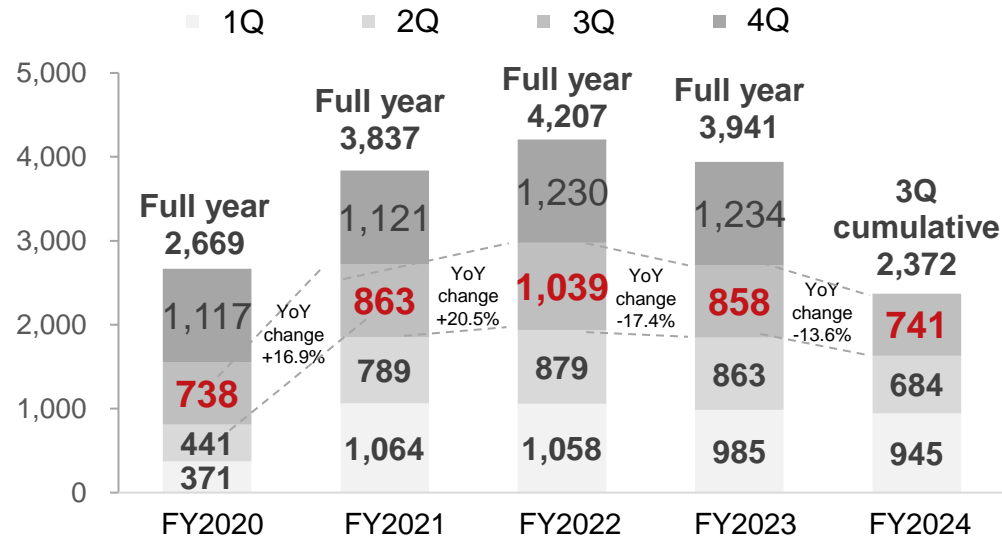 1Q 2Q 3Q 4Q
5,000
4,000
3,000
2,000
1,000
0
Full year
2,669
1,117
738
441
371
YoY
change
+16.9%
Full year
3,837
1,121
863
789
1,064
YoY
change
+20.5%
Full year
4,207
1,230
1,039
879
1,058
YoY
change
-17.4%
Full year
3,941
1,234
858
863
985
YoY
change
-13.6%
3Q
cumulative
2,372
741
684
945
FY2020 FY2021 FY2022 FY2023 FY2024